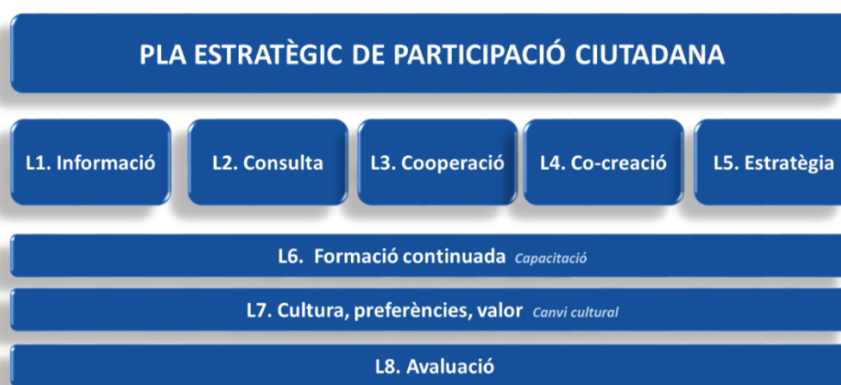 PLA ESTRATÈGIC DE PARTICIPACIÓ CIUTADANA
L1. Informació
L2. Consulta
L3. Cooperació
L4. Co-creació
L5. Estratègia
L6. Formació continuada Capacitació
L7. Cultura, preferències, valor Canvi cultural
L8. Avaluació